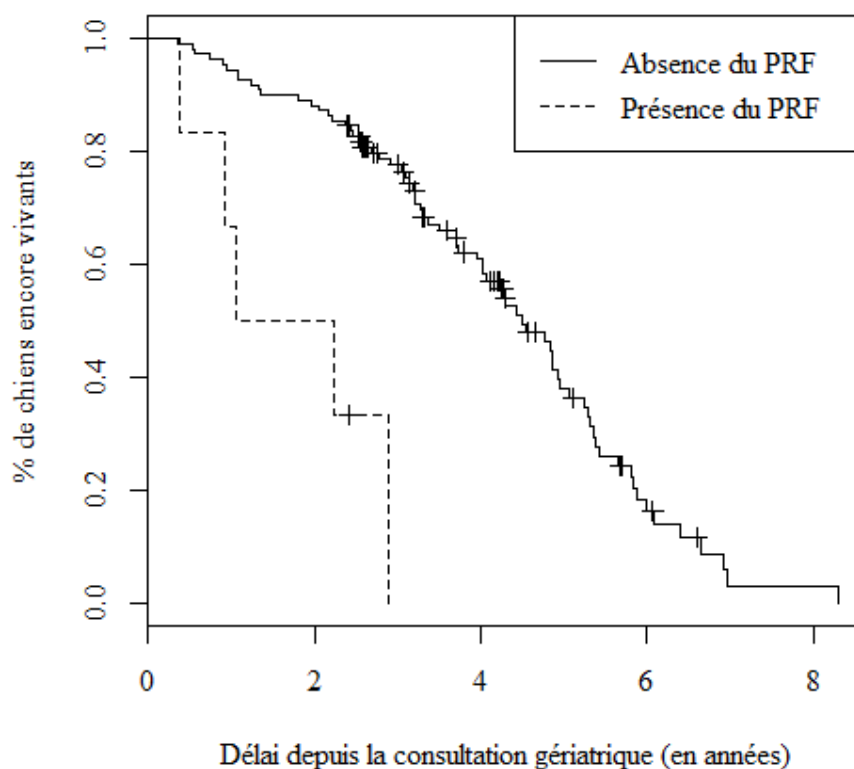 Absence du PRF
Présence du PRF
% de chiens encore vivants
1.0
0.8
0.6
0.4
0.2
0.0
0 2 4 6 8
Délai depuis la consultation gériatrique (en années)